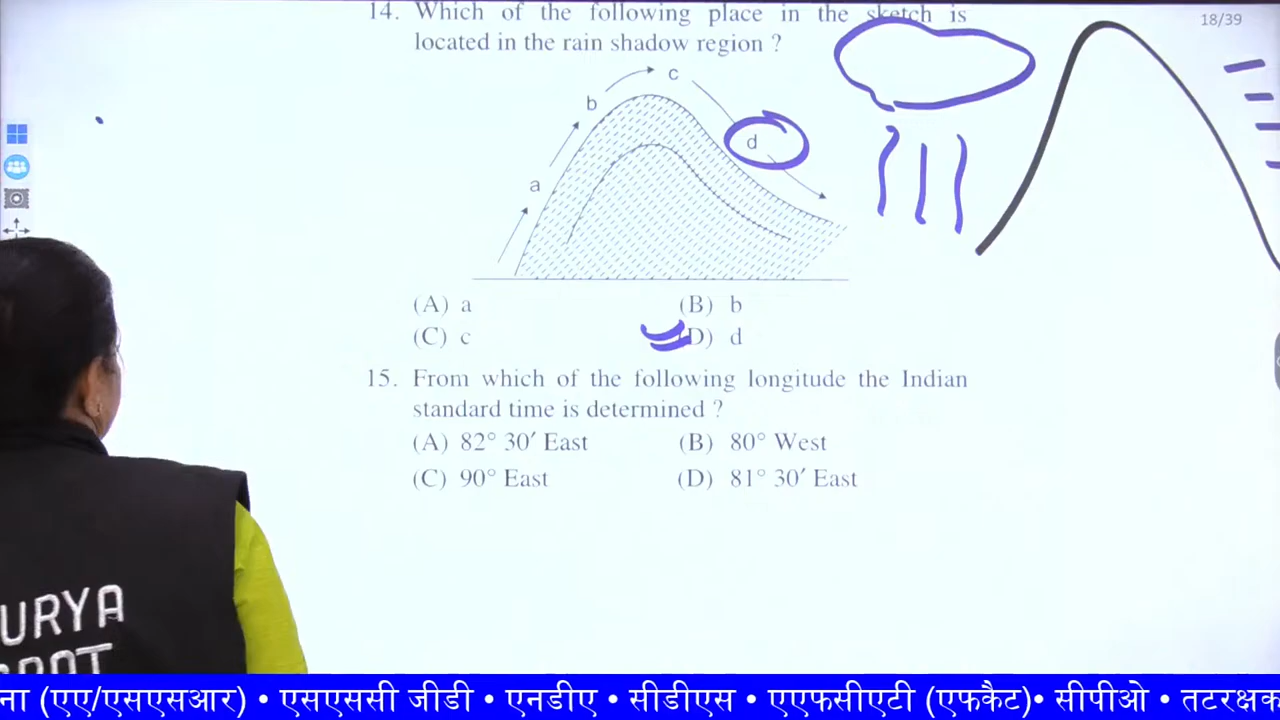 14. Which of the following place in the sketch is
18/39
located in the rain shadow region ?
c
b
d
a
(A) a (B) b
(C) c (D) d
15. From which of the following longitude the Indian
standard time is determined ?
(A) 82° 30′ East (B) 80° West
(C) 90° East (D) 81° 30′ East
URYA
ना (एए/एसएसआर) • एसएससी जीडी • एनडीए • सीडीएस • एएफसीएटी (एफकैट)• सीपीओ • तटरक्षक